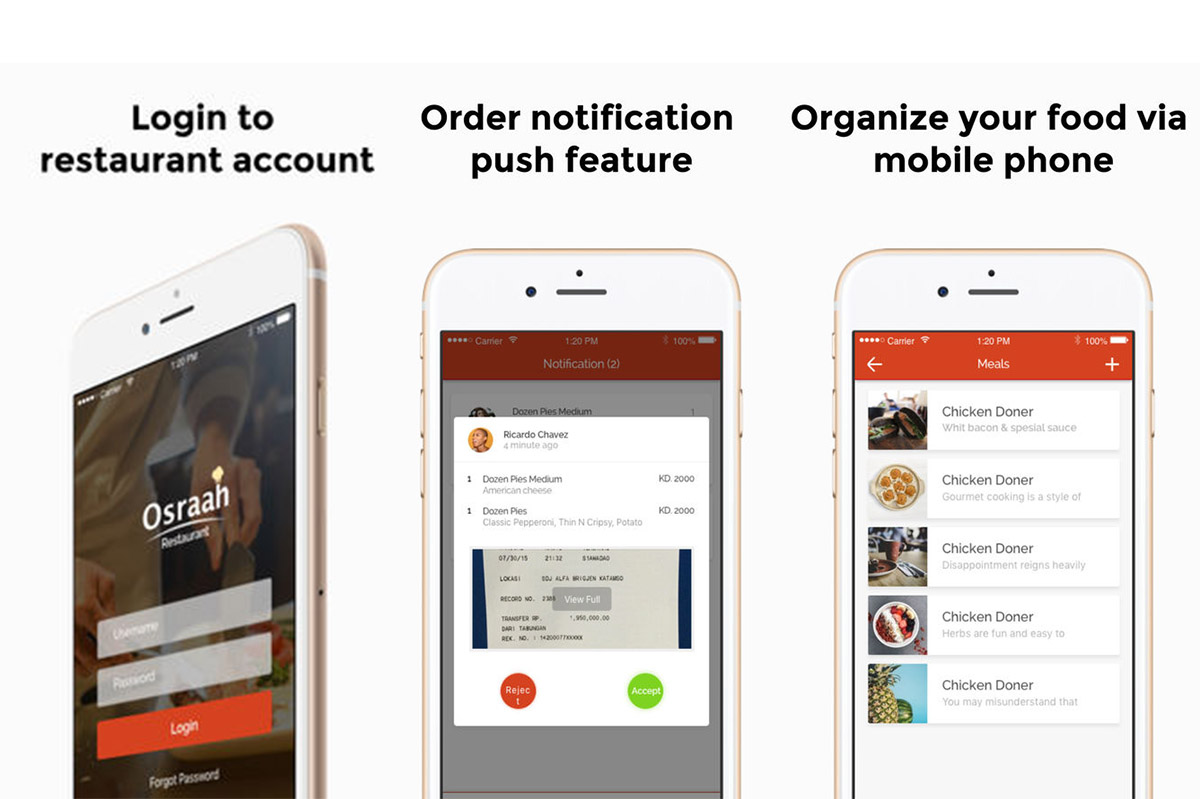 Login to
restaurant account
Carrier
1:20 PM
100%
Osraah
Restaurant
Username
Password
Login
Forgot Password
Order notification
push feature
Carrier
1:20 PM
100%
Notification (2)
Dozen Pies Medium 1
Ricardo Chavez
4 minute ago
1 Dozen Pies Medium KD. 2000
American cheese
1 Dozen Pies KD. 2000
Classic Pepperoni, Thin N Cripsy, Potato
07/30/15 21:32
LOKASI SDJ ALFA BRIGJEN KATAMSO
RECORD NO.
View Full
TRANSFER RP. 1,950,000.00
DARI TABUNGAN
REK. NO. : 14200077XXXXX
Rejec
t
Accept
Organize your food via
mobile phone
Carrier
1:20 PM
100%
Meals
Chicken Doner
Whit bacon & spesial sauce
Chicken Doner
Gourmet cooking is a style of
Chicken Doner
Disappointment reigns heavily
Chicken Doner
Herbs are fun and easy to
Chicken Doner
You may misunderstand that